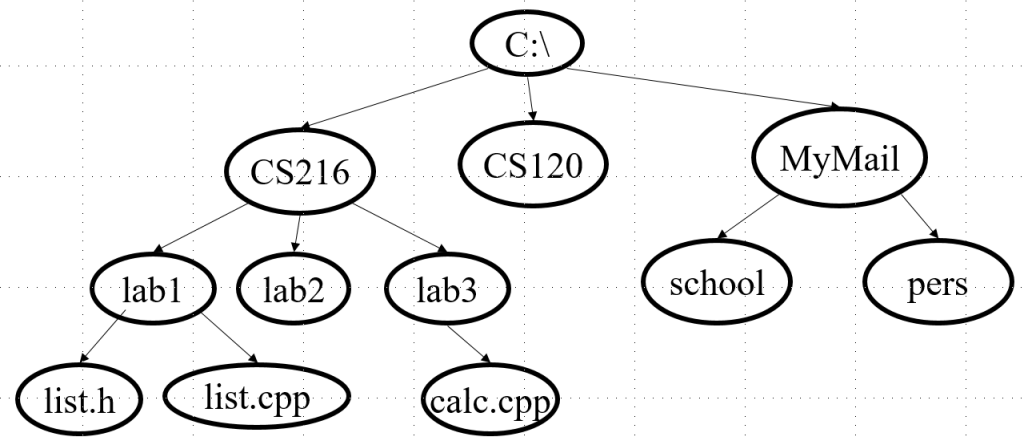 C:\
CS216
CS120
MyMail
lab1
lab2
lab3
school
pers
list.h
list.cpp
calc.cpp